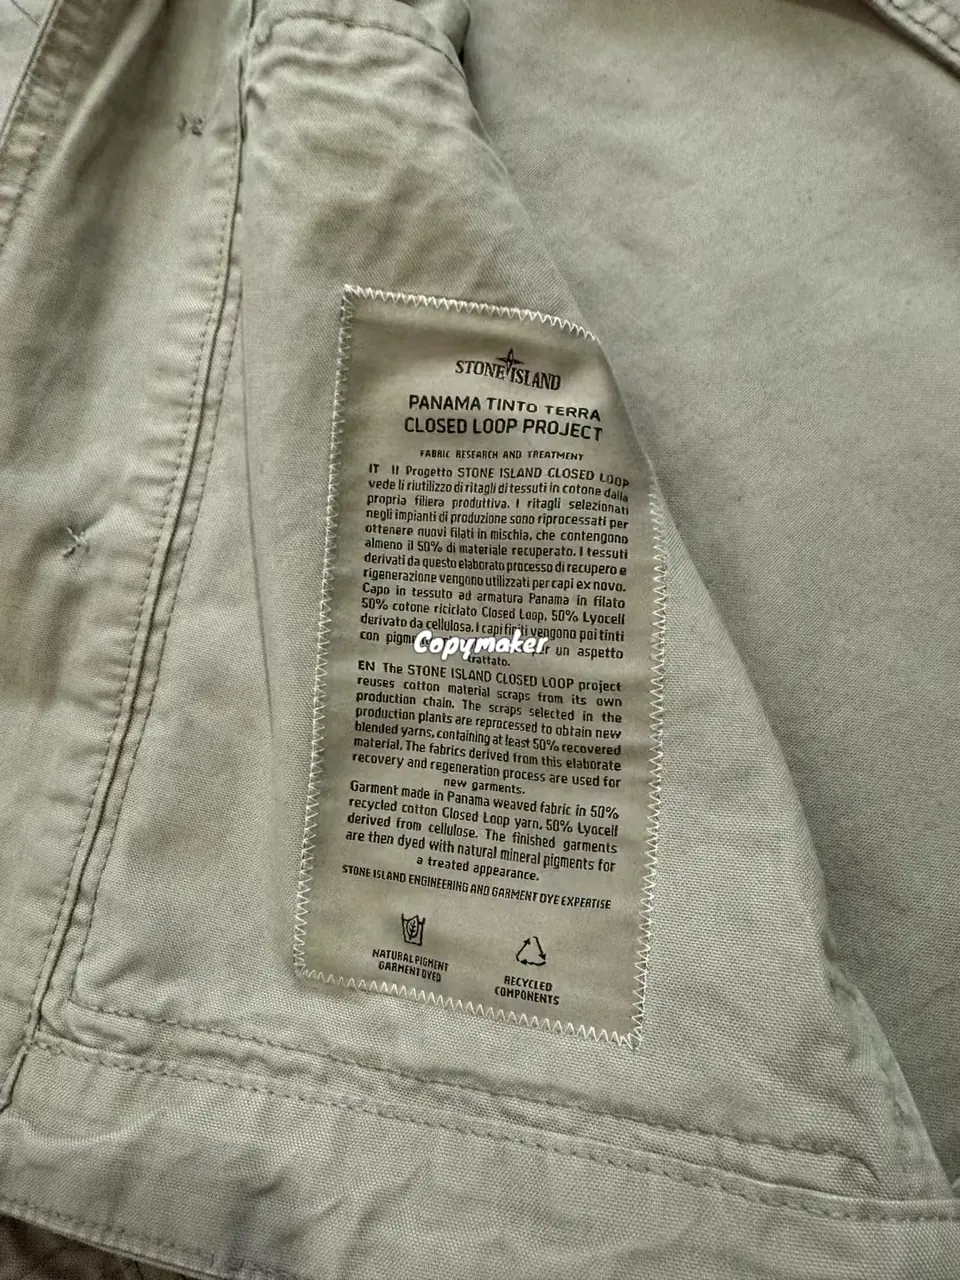 STONE ISLAND
PANAMA TINTO TERRA
CLOSED LOOP PROJECT
FABRIC RESEARCH AND TREATMENT
IT Il Progetto STONE ISLAND CLOSED LOOP
vede li riutilizzo di ritagli di tessuti in cotone dalla
propria filiera produttiva. I ritagli selezionati
negli impianti di produzione sono riprocessati per
ottenere nuovi filati in mischia, che contengono
almeno il 50% di materiale recuperato. I tessuti
derivati da questo elaborato processo di recupero e
rigenerazione vengono utilizzati per capi ex novo.
Capo in tessuto ad armatura Panama in filato
50% cotone riciclato Closed Loop, 50% Lyocell
derivato da cellulosa. I capi finiti vengono poi tinti
con un aspetto
Copymaker
trattato.
EN The STONE ISLAND CLOSED LOOP project
reuses cotton material scraps from its own
production chain. The scraps selected in the
production plants are reprocessed to obtain new
blended yarns, containing at least 50% recovered
material. The fabrics derived from this elaborate
recovery and regeneration process are used for
new garments.
Garment made in Panama weaved fabric in 50%
recycled cotton Closed Loop yarn, 50% Lyocell
derived from cellulose. The finished garments
are then dyed with natural mineral pigments for
a treated appearance.
STONE ISLAND ENGINEERING AND GARMENT DYE EXPERTISE
NATURAL PIGMENT
GARMENT DYED
RECYCLED
COMPONENTS